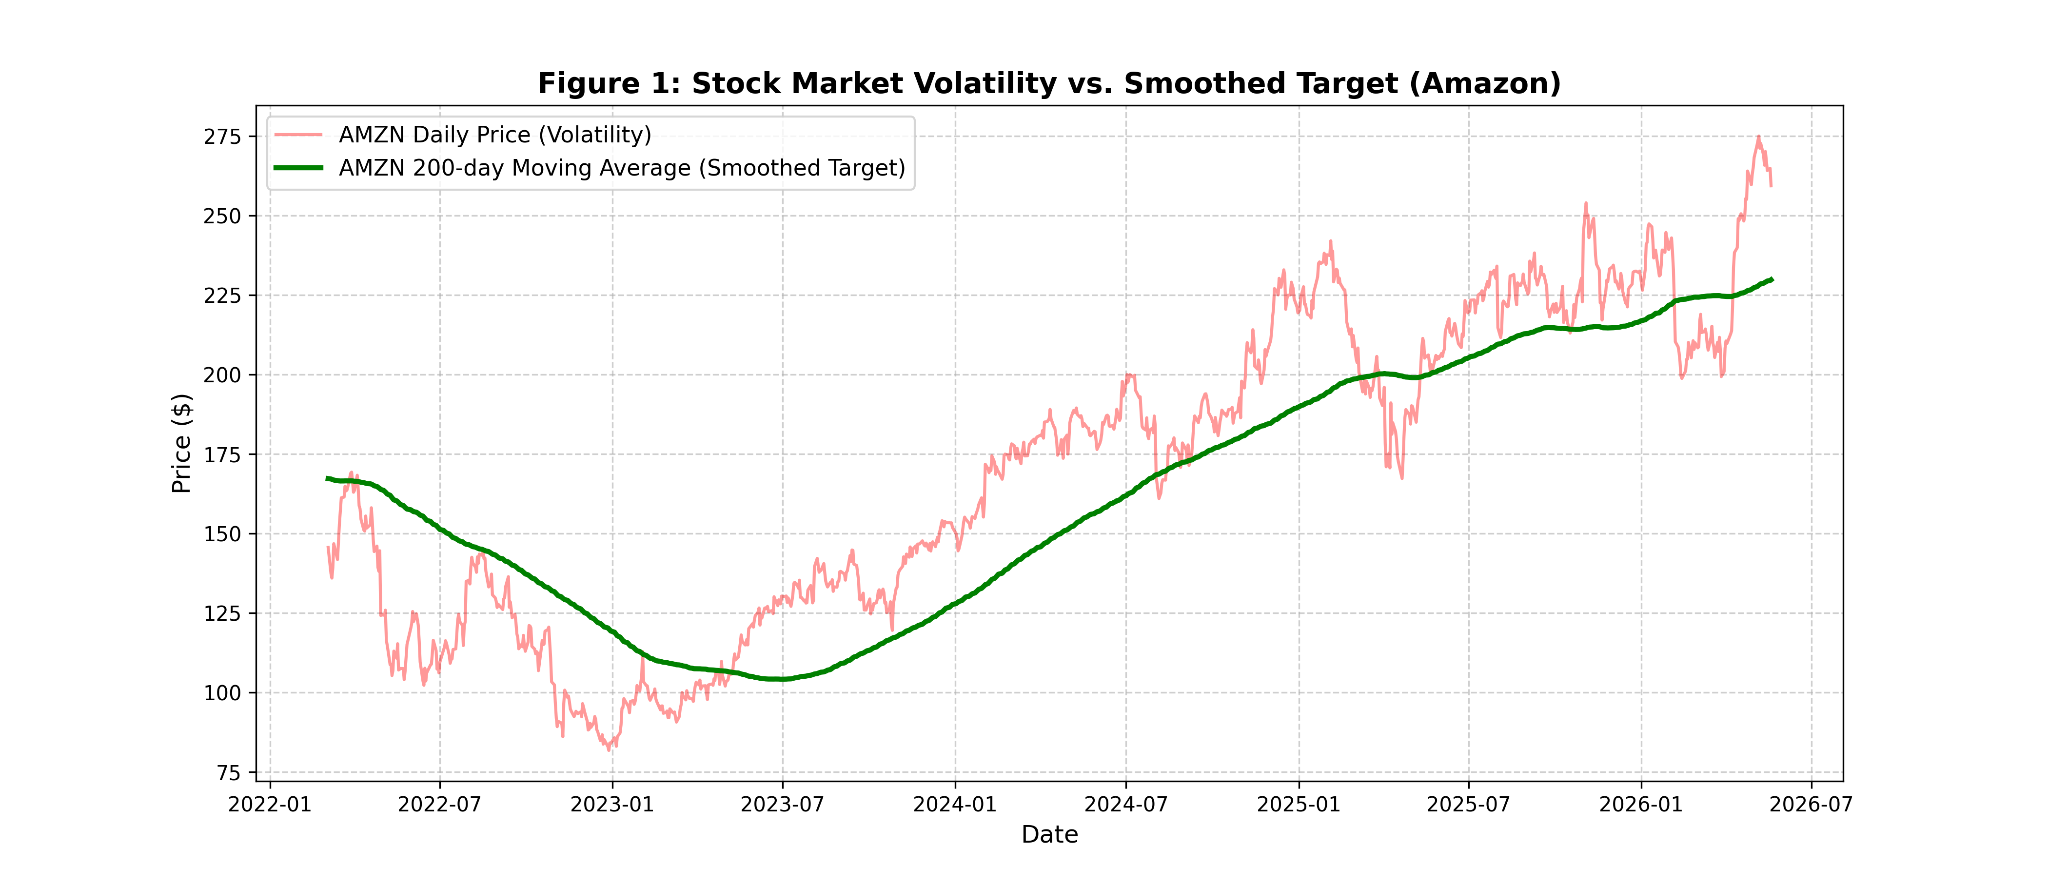 Figure 1: Stock Market Volatility vs. Smoothed Target (Amazon)
AMZN Daily Price (Volatility)
AMZN 200-day Moving Average (Smoothed Target)
Price ($)
275
250
225
200
175
150
125
100
75
2022-01 2022-07 2023-01 2023-07 2024-01 2024-07 2025-01 2025-07 2026-01 2026-07
Date